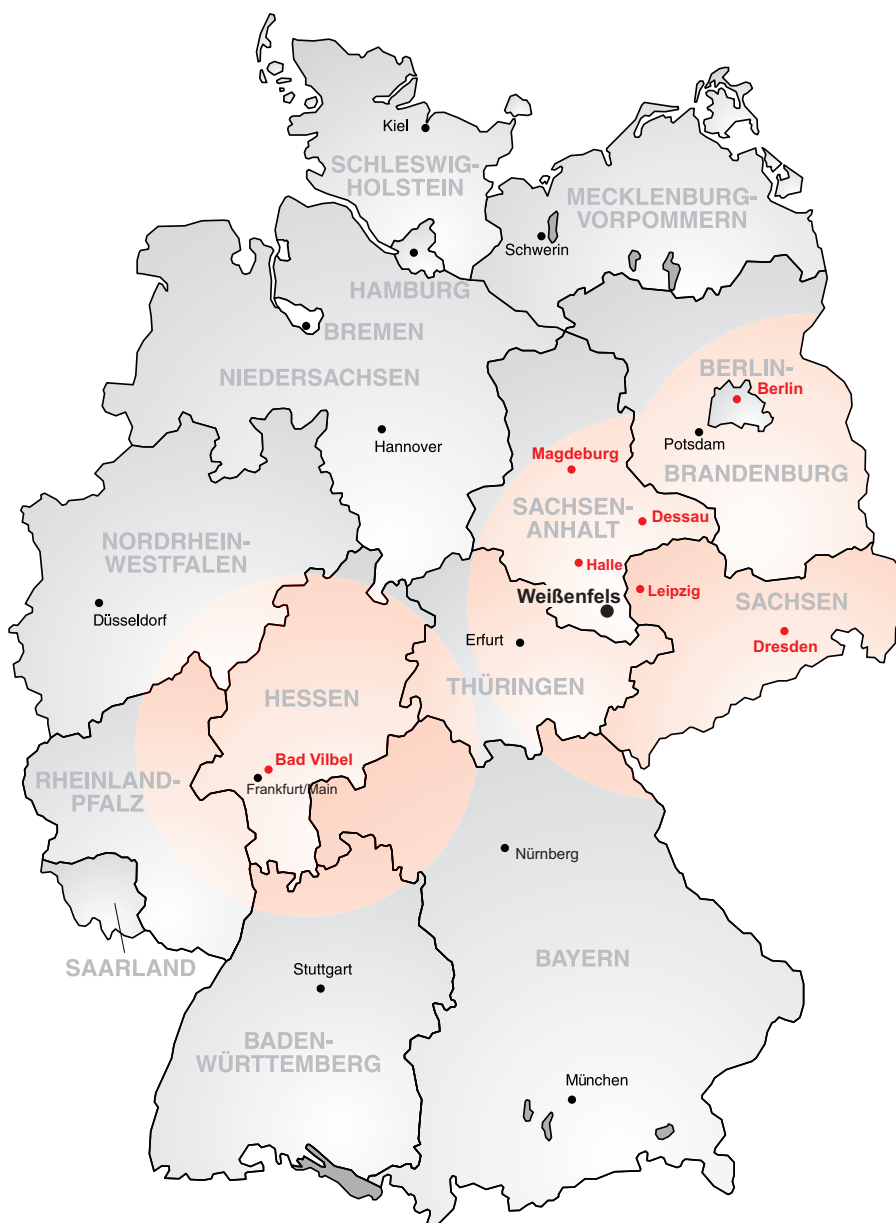 Kiel
SCHLESWIG-
HOLSTEIN
MECKLENBURG-
VORPOMMERN
Schwerin
HAMBURG
BREMEN
NIEDERSACHSEN
BERLIN-
Berlin
Hannover
Potsdam
Magdeburg
BRANDENBURG
SACHSEN-
ANHALT
Dessau
NORDRHEIN-
WESTFALEN
Halle
Leipzig
Weißenfels
SACHSEN
Düsseldorf
Erfurt
Dresden
THÜRINGEN
HESSEN
Bad Vilbel
RHEINLAND-
PFALZ
Frankfurt/Main
Nürnberg
SAARLAND
BAYERN
Stuttgart
BADEN-
WÜRTTEMBERG
München